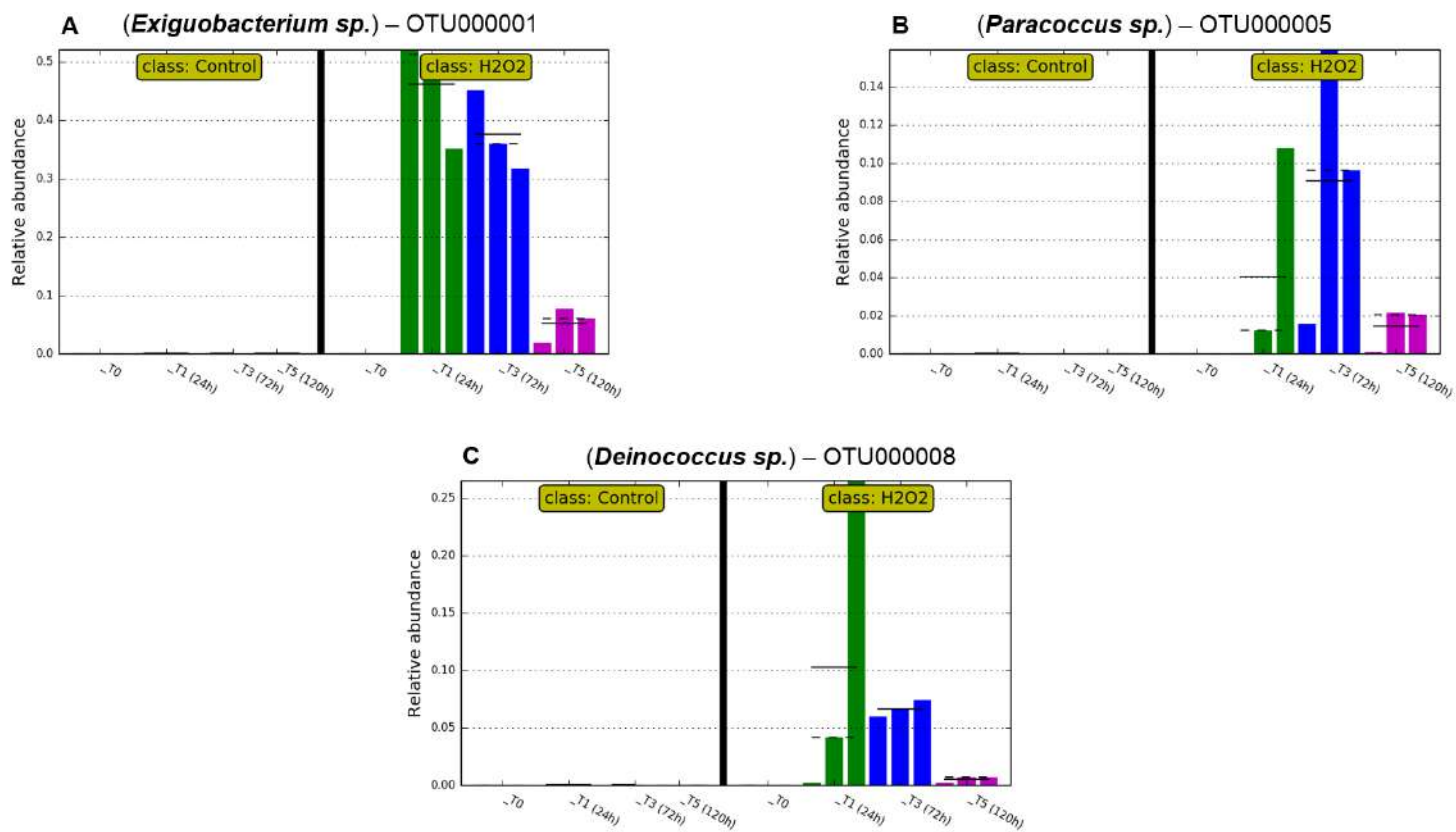 A (Exiguobacterium sp.) – OTU000001
class: Control
class: H2O2
Relative abundance
0.5
0.4
0.3
0.2
0.1
0.0
_T0
_T1 (24h)
_T3 (72h)
_T5 (120h)
_T0
_T1 (24h)
_T3 (72h)
_T5 (120h)
B (Paracoccus sp.) – OTU000005
class: Control
class: H2O2
Relative abundance
0.14
0.12
0.10
0.08
0.06
0.04
0.02
0.00
_T0
_T1 (24h)
_T3 (72h)
_T5 (120h)
_T0
_T1 (24h)
_T3 (72h)
_T5 (120h)
C (Deinococcus sp.) – OTU000008
class: Control
class: H2O2
Relative abundance
0.25
0.20
0.15
0.10
0.05
0.00
_T0
_T1 (24h)
_T3 (72h)
_T5 (120h)
_T0
_T1 (24h)
_T3 (72h)
_T5 (120h)